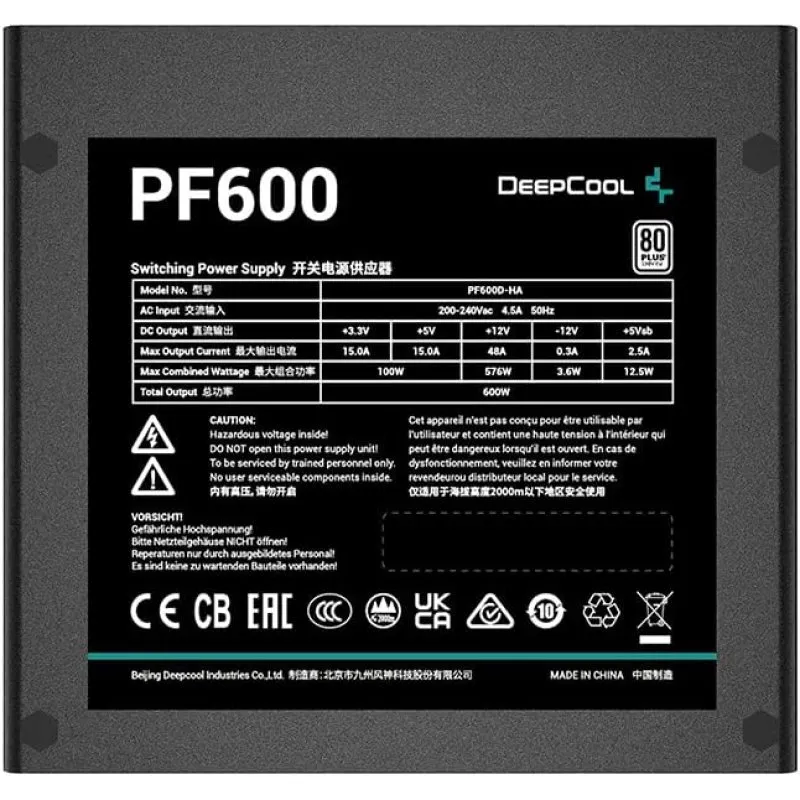 PF600
DEEPCOOL
80
PLUS
Switching Power Supply 开关电源供应器
Model No. 型号 PF600D-HA
AC Input 交流输入 200-240Vac 4.5A 50Hz
DC Output 直流输出 +3.3V +5V +12V -12V +5Vsb
Max Output Current 最大输出电流 15.0A 15.0A 48A 0.3A 2.5A
Max Combined Wattage 最大组合功率 100W 576W 3.6W 12.5W
Total Output 总功率 600W
CAUTION:
Hazardous voltage inside!
DO NOT open this power supply unit!
To be serviced by trained personnel only.
No user serviceable components inside.
内有高压, 请勿开启
Cet appareil n'est pas conçu pour être utilisable par
l'utilisateur et contient une haute tension à l'intérieur qui
peut être dangereux lorsqu'il est ouvert. En cas de
dysfonctionnement, veuillez en informer votre
revendeurou distributeur local pour le service.
仅适用于海拔高度2000m以下地区安全使用
VORSICHT!
Gefährliche Hochspannung!
Bitte Netzteilgehäuse NICHT öffnen!
Reperaturen nur durch ausgebildetes Personal!
Es sind keine zu wartenden Bauteile vorhanden!
CE CB EAC CCC ≤2000m UK CA 10
Beijing Deepcool Industries Co.,Ltd. 制造商:北京市九州风神科技股份有限公司
MADE IN CHINA 中国制造